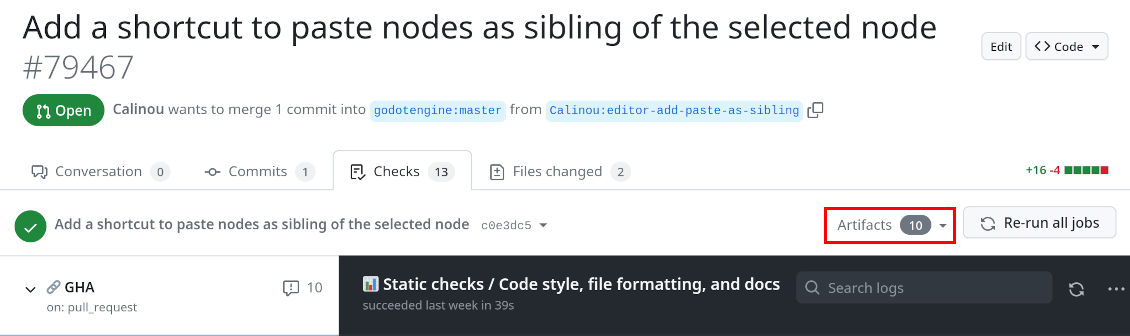 Add a shortcut to paste nodes as sibling of the selected node
#79467
Edit
<> Code
Open
Calinou wants to merge 1 commit into godotengine:master from Calinou:editor-add-paste-as-sibling
Conversation 0
Commits 1
Checks 13
Files changed 2
+16 -4
Add a shortcut to paste nodes as sibling of the selected node c0e3dc5
Artifacts 10
Re-run all jobs
GHA
10
on: pull_request
Static checks / Code style, file formatting, and docs
succeeded last week in 39s
Search logs